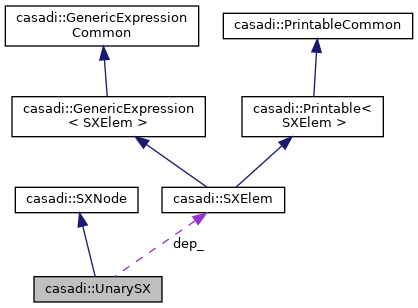 casadi::GenericExpression
Common
casadi::PrintableCommon
casadi::GenericExpression
< SXElem >
casadi::Printable<
SXElem >
casadi::SXNode
casadi::SXElem
dep_
casadi::UnarySX